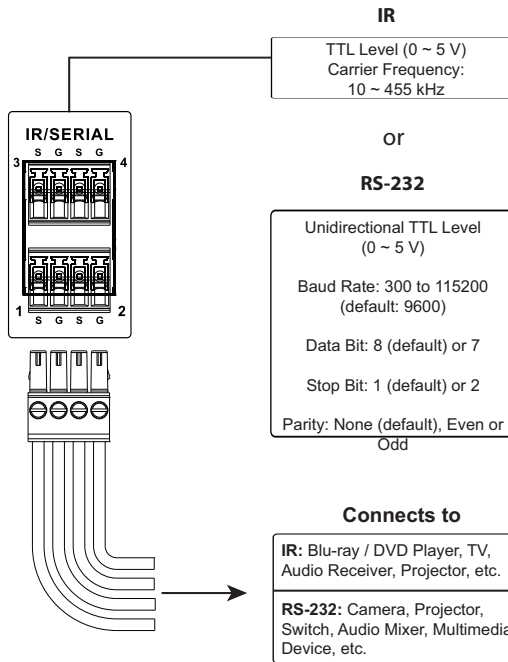 IR
TTL Level (0 ~ 5 V)
Carrier Frequency:
10 ~ 455 kHz
or
RS-232
Unidirectional TTL Level
(0 ~ 5 V)
Baud Rate: 300 to 115200
(default: 9600)
Data Bit: 8 (default) or 7
Stop Bit: 1 (default) or 2
Parity: None (default), Even or
Odd
IR/SERIAL
S G S G
3 4
1 2
S G S G
Connects to
IR: Blu-ray / DVD Player, TV,
Audio Receiver, Projector, etc.
RS-232: Camera, Projector,
Switch, Audio Mixer, Multimedia
Device, etc.